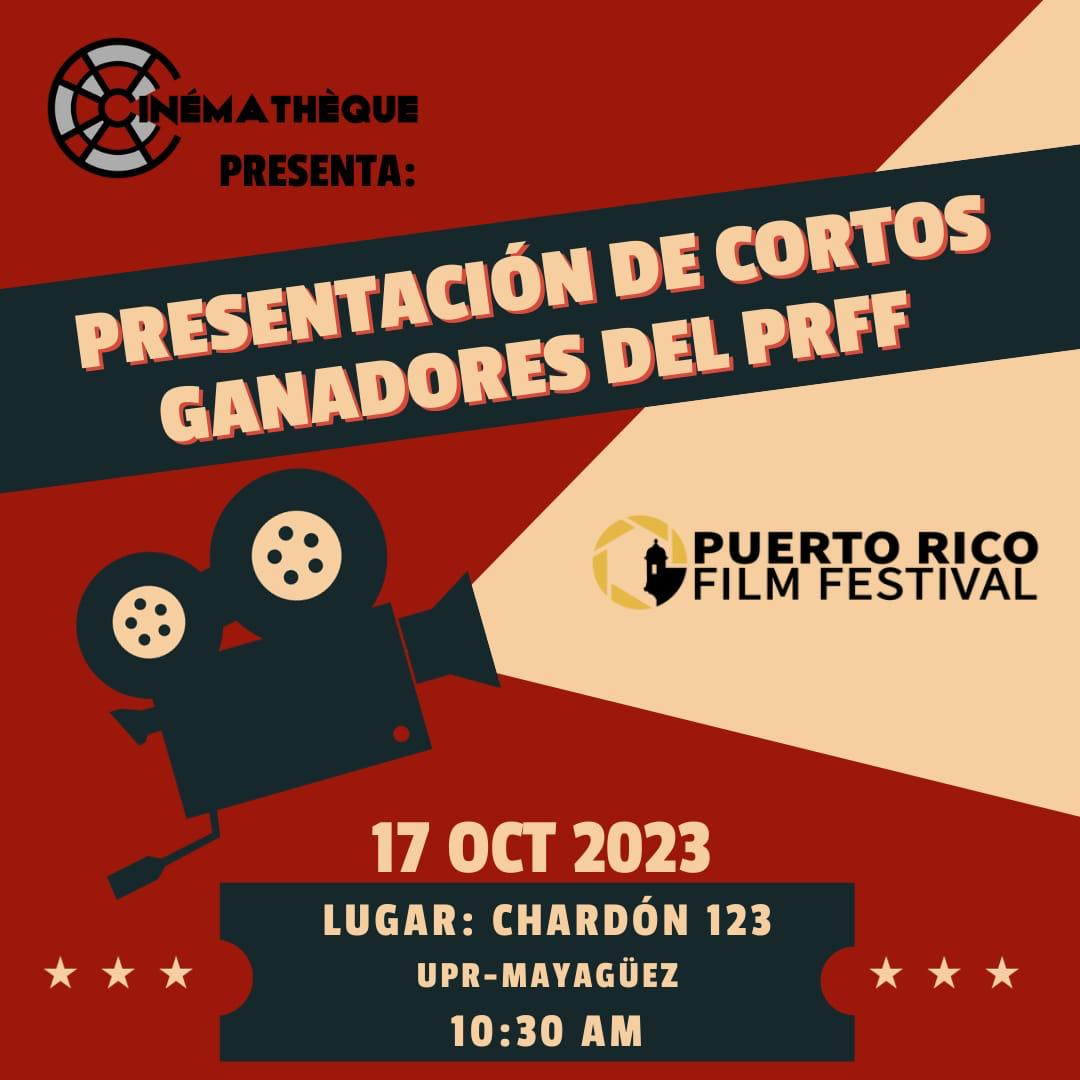 CINÉMATHÈQUE
PRESENTA:
PRESENTACIÓN DE CORTOS
GANADORES DEL PRFF
PUERTO RICO
FILM FESTIVAL
17 OCT 2023
LUGAR: CHARDÓN 123
UPR-MAYAGÜEZ
10:30 AM